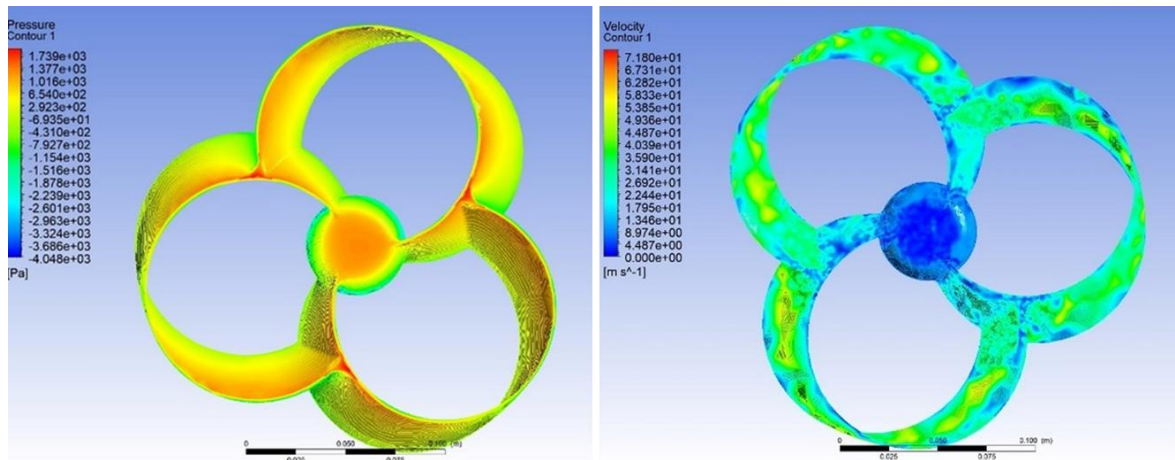 Pressure
Contour 1
1.739e+03
1.377e+03
1.016e+03
6.540e+02
2.923e+02
-6.935e+01
-4.310e+02
-7.927e+02
-1.154e+03
-1.516e+03
-1.878e+03
-2.239e+03
-2.601e+03
-2.963e+03
-3.324e+03
-3.686e+03
-4.048e+03
[Pa]
0
0.050
0.100
(m)
0.025
0.075
Velocity
Contour 1
7.180e+01
6.731e+01
6.282e+01
5.833e+01
5.385e+01
4.936e+01
4.487e+01
4.039e+01
3.590e+01
3.141e+01
2.692e+01
2.244e+01
1.795e+01
1.346e+01
8.974e+00
4.487e+00
0.000e+00
[m s^-1]
0
0.050
0.100
(m)
0.025
0.075